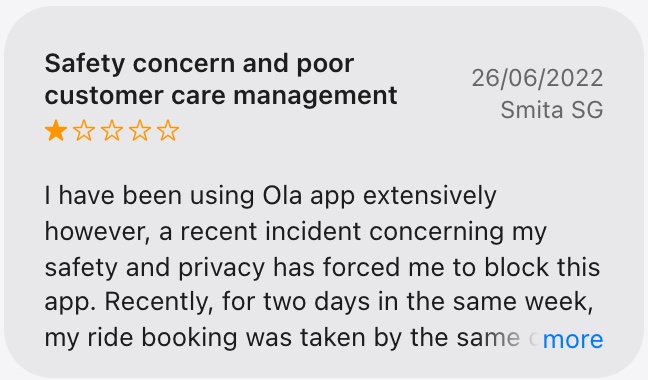 Safety concern and poor
customer care management
26/06/2022
Smita SG
I have been using Ola app extensively
however, a recent incident concerning my
safety and privacy has forced me to block this
app. Recently, for two days in the same week,
my ride booking was taken by the same more